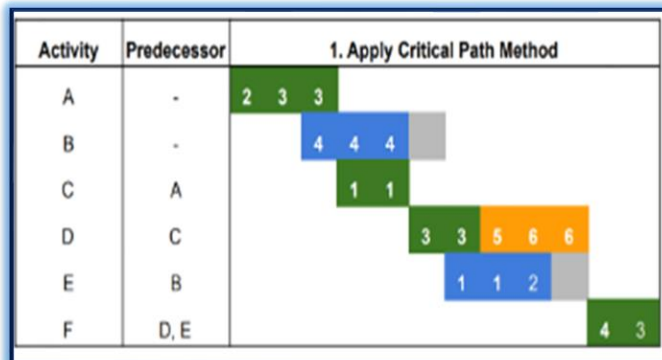 Activity Predecessor 1. Apply Critical Path Method
A - 2 3 3
B - 4 4 4
C A 1 1
D C 3 3 5 6 6
E B 1 1 2
F D, E 4 3